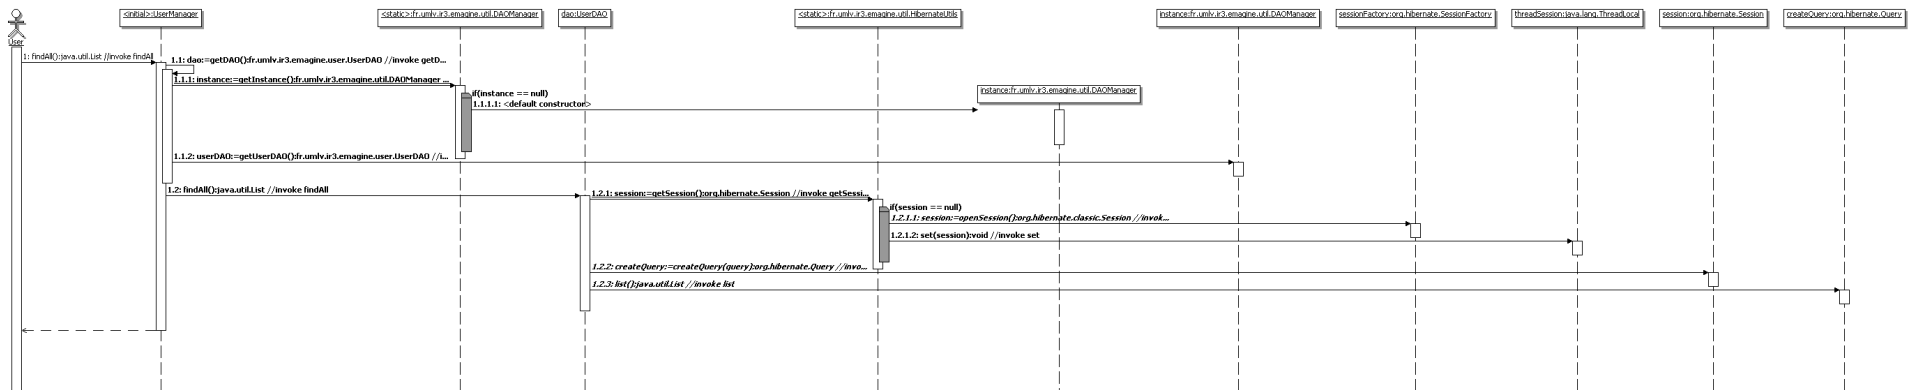 <initial>:UserManager
<static>:fr.umlv.ir3.emagine.util.DAOManager
dao:UserDAO
<static>:fr.umlv.ir3.emagine.util.HibernateUtils
instance:fr.umlv.ir3.emagine.util.DAOManager
sessionFactory:org.hibernate.SessionFactory
threadSession:java.lang.ThreadLocal
session:org.hibernate.Session
createQuery:org.hibernate.Query
User
1: findAll():java.util.List //invoke findAll
1.1: dao:=getDAO():fr.umlv.ir3.emagine.user.UserDAO //invoke getD...
1.1.1: instance:=getInstance():fr.umlv.ir3.emagine.util.DAOManager ...
if(instance == null)
instance:fr.umlv.ir3.emagine.util.DAOManager
1.1.1.1: <default constructor>
1.1.2: userDAO:=getUserDAO():fr.umlv.ir3.emagine.user.UserDAO //i...
1.2: findAll():java.util.List //invoke findAll
1.2.1: session:=getSession():org.hibernate.Session //invoke getSessi...
if(session == null)
1.2.1.1: session:=openSession():org.hibernate.classic.Session //invok...
1.2.1.2: set(session):void //invoke set
1.2.2: createQuery:=createQuery(query):org.hibernate.Query //invo...
1.2.3: list():java.util.List //invoke list